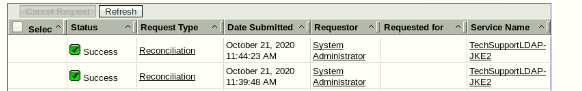 Cancel Request Refresh
Selec Status Request Type Date Submitted Requestor Requested for Service Name
Success Reconciliation October 21, 2020 11:44:23 AM System Administrator TechSupportLDAP-JKE2
Success Reconciliation October 21, 2020 11:39:48 AM System Administrator TechSupportLDAP-JKE2